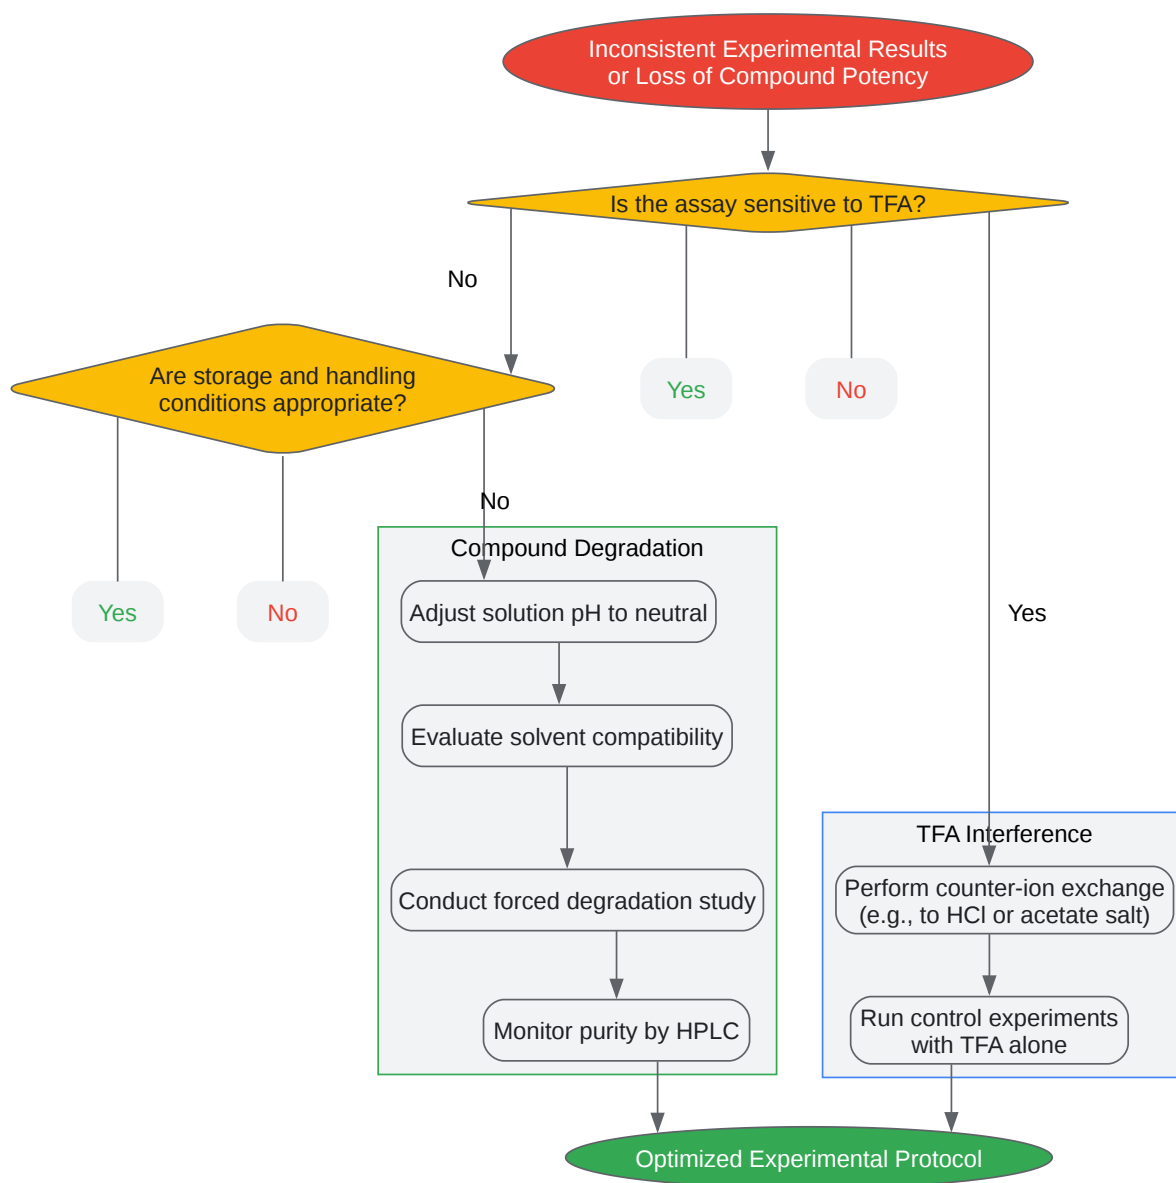 Inconsistent Experimental Results
or Loss of Compound Potency
Is the assay sensitive to TFA?
No
Are storage and handling
conditions appropriate?
Yes
No
No
Compound Degradation
Yes
No
Adjust solution pH to neutral
Yes
Evaluate solvent compatibility
TFA Interference
Perform counter-ion exchange
(e.g., to HCl or acetate salt)
Conduct forced degradation study
Run control experiments
with TFA alone
Monitor purity by HPLC
Optimized Experimental Protocol